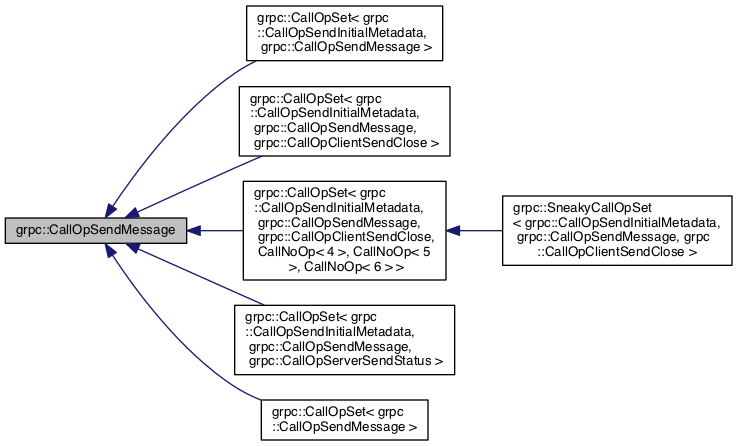 grpc::CallOpSet< grpc
::CallOpSendInitialMetadata,
grpc::CallOpSendMessage >
grpc::CallOpSet< grpc
::CallOpSendInitialMetadata,
grpc::CallOpSendMessage,
grpc::CallOpClientSendClose >
grpc::CallOpSendMessage
grpc::CallOpSet< grpc
::CallOpSendInitialMetadata,
grpc::CallOpSendMessage,
grpc::CallOpClientSendClose,
CallNoOp< 4 >, CallNoOp< 5
>, CallNoOp< 6 > >
grpc::SneakyCallOpSet
< grpc::CallOpSendInitialMetadata,
grpc::CallOpSendMessage, grpc
::CallOpClientSendClose >
grpc::CallOpSet< grpc
::CallOpSendInitialMetadata,
grpc::CallOpSendMessage,
grpc::CallOpServerSendStatus >
grpc::CallOpSet< grpc
::CallOpSendMessage >